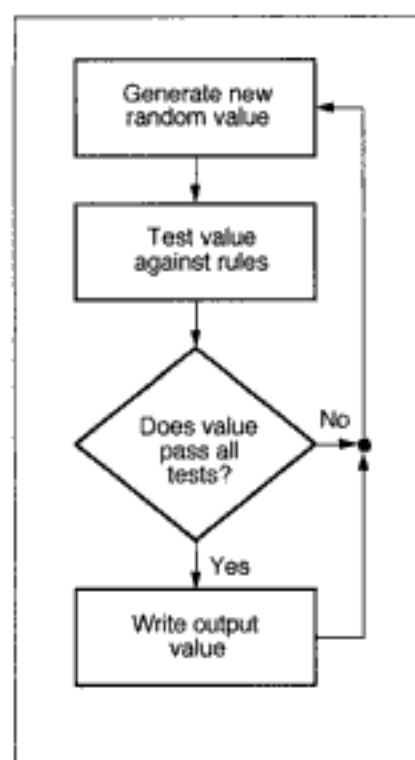 Generate new
random value
Test value
against rules
Does value
pass all
tests?
No
Yes
Write output
value